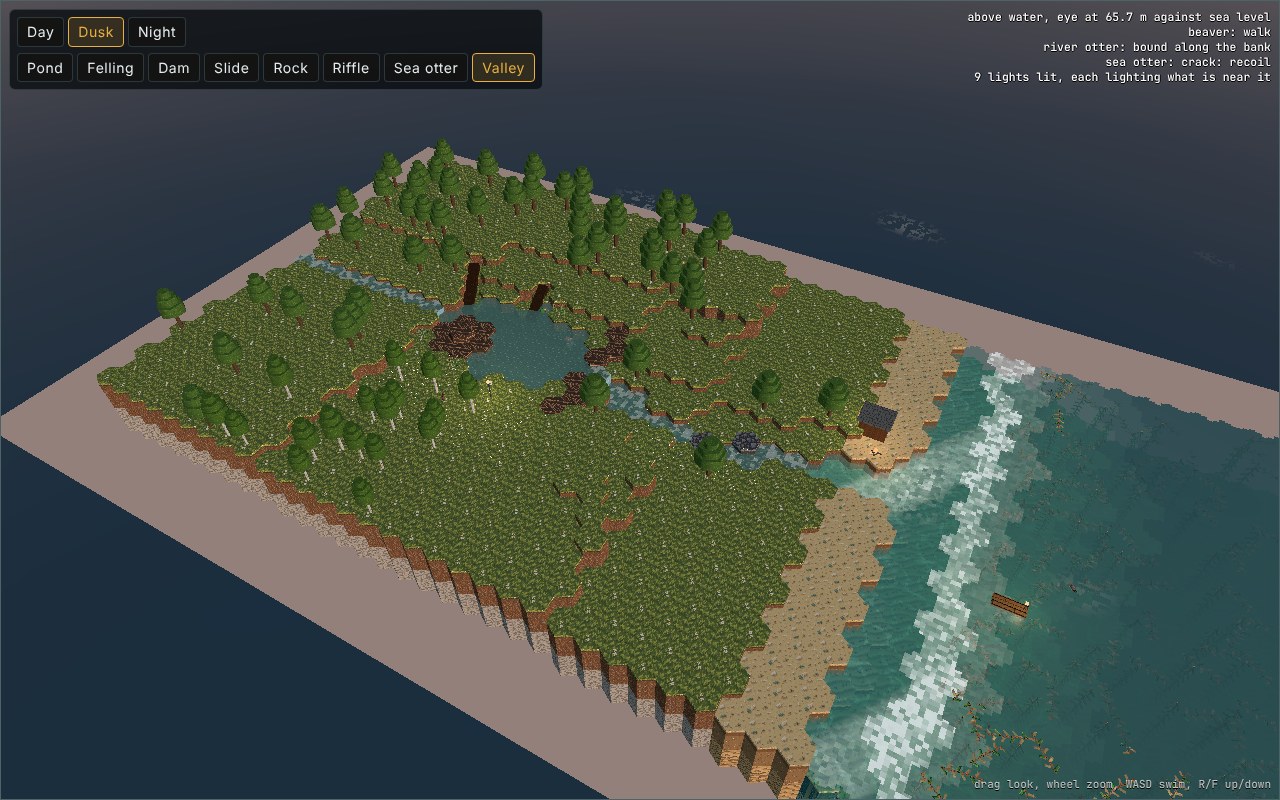 Day Dusk Night
Pond Felling Dam Slide Rock Riffle Sea otter Valley
above water, eye at 65.7 m against sea level
beaver: walk
river otter: bound along the bank
sea otter: crack: recoil
9 lights lit, each lighting what is near it
drag look, wheel zoom, WASD swim, R/F up/down